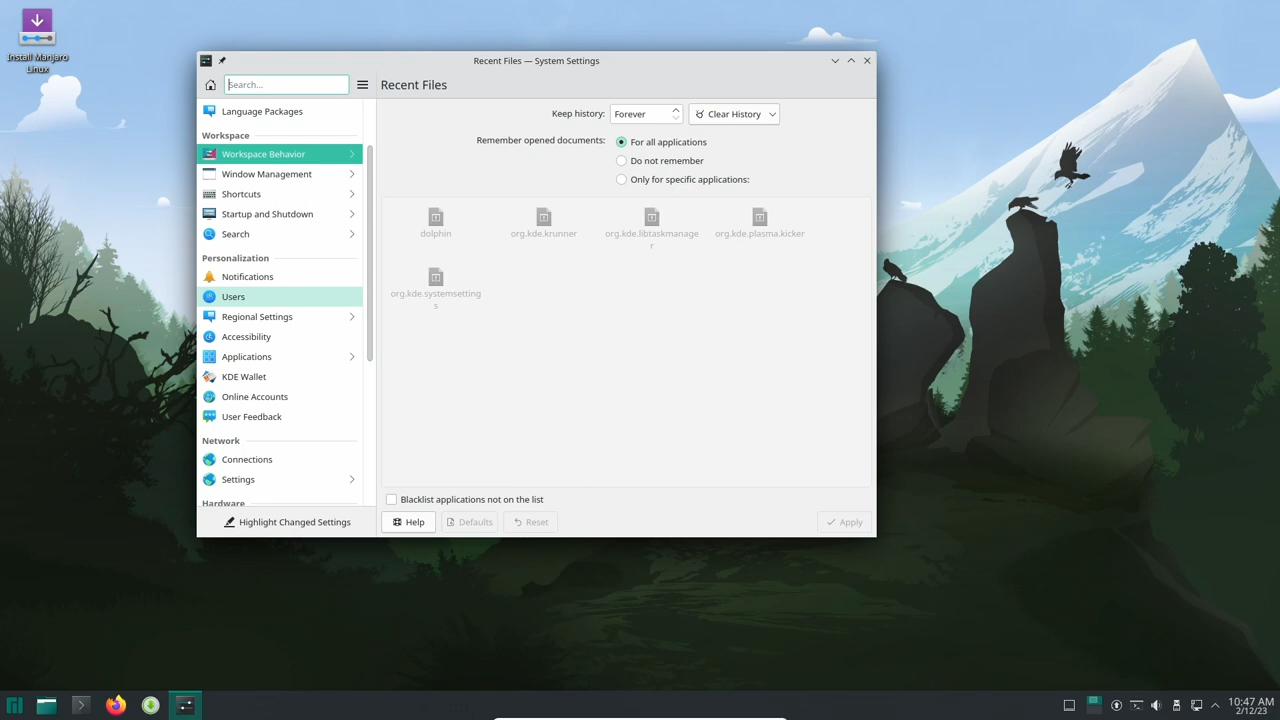 Install Manjaro
Linux
Recent Files — System Settings
Search...
Recent Files
Language Packages
Workspace
Workspace Behavior
Window Management
Shortcuts
Startup and Shutdown
Search
Personalization
Notifications
Users
Regional Settings
Accessibility
Applications
KDE Wallet
Online Accounts
User Feedback
Network
Connections
Settings
Hardware
Highlight Changed Settings
Keep history: Forever Clear History
Remember opened documents: For all applications
Do not remember
Only for specific applications:
dolphin
org.kde.krunner
org.kde.libtaskmanage
r
org.kde.plasma.kicker
org.kde.systemsetting
s
Blacklist applications not on the list
Help Defaults Reset Apply
10:47 AM
2/12/23